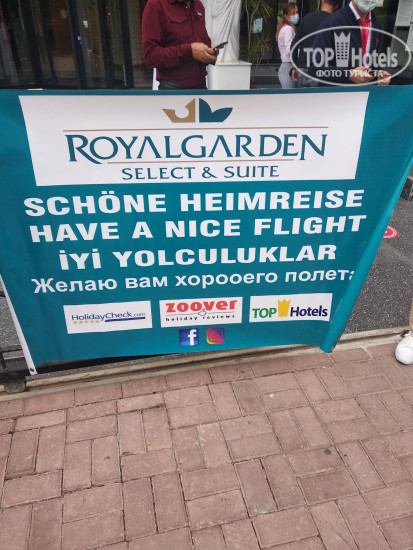 TOP Hotels
ФОТО ТУРИСТА
ROYALGARDEN
SELECT & SUITE
SCHÖNE HEIMREISE
HAVE A NICE FLIGHT
İYİ YOLCULUKLAR
Желаю вам хорооего полета
HolidayCheck.com
zoover
holiday reviews
TOP Hotels
f